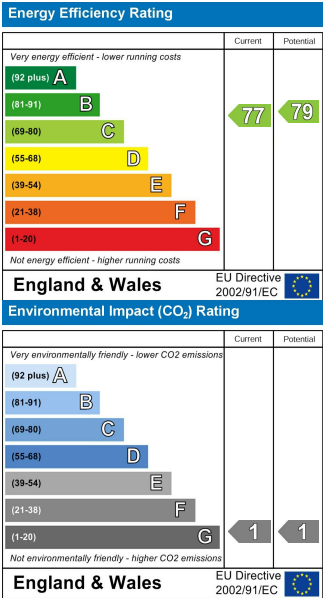 Energy Efficiency Rating
Current Potential
Very energy efficient - lower running costs
(92 plus) A
(81-91) B
(69-80) C
77 79
(55-68) D
(39-54) E
(21-38) F
(1-20) G
Not energy efficient - higher running costs
England & Wales
EU Directive
2002/91/EC
Environmental Impact (CO₂) Rating
Current Potential
Very environmentally friendly - lower CO2 emissions
(92 plus) A
(81-91) B
(69-80) C
(55-68) D
(39-54) E
(21-38) F
(1-20) G
1 1
Not environmentally friendly - higher CO2 emissions
England & Wales
EU Directive
2002/91/EC